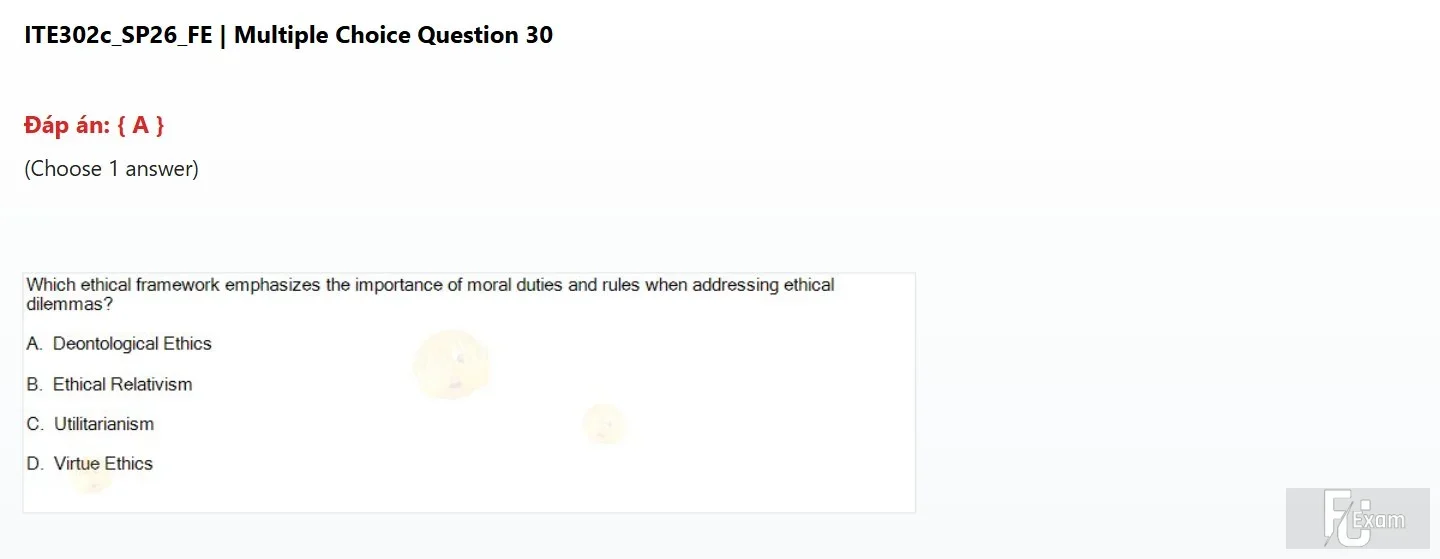 ITE302c_SP26_FE | Multiple Choice Question 30
Đáp án: { A }
(Choose 1 answer)
Which ethical framework emphasizes the importance of moral duties and rules when addressing ethical
dilemmas?
A. Deontological Ethics
B. Ethical Relativism
C. Utilitarianism
D. Virtue Ethics
FU Exam